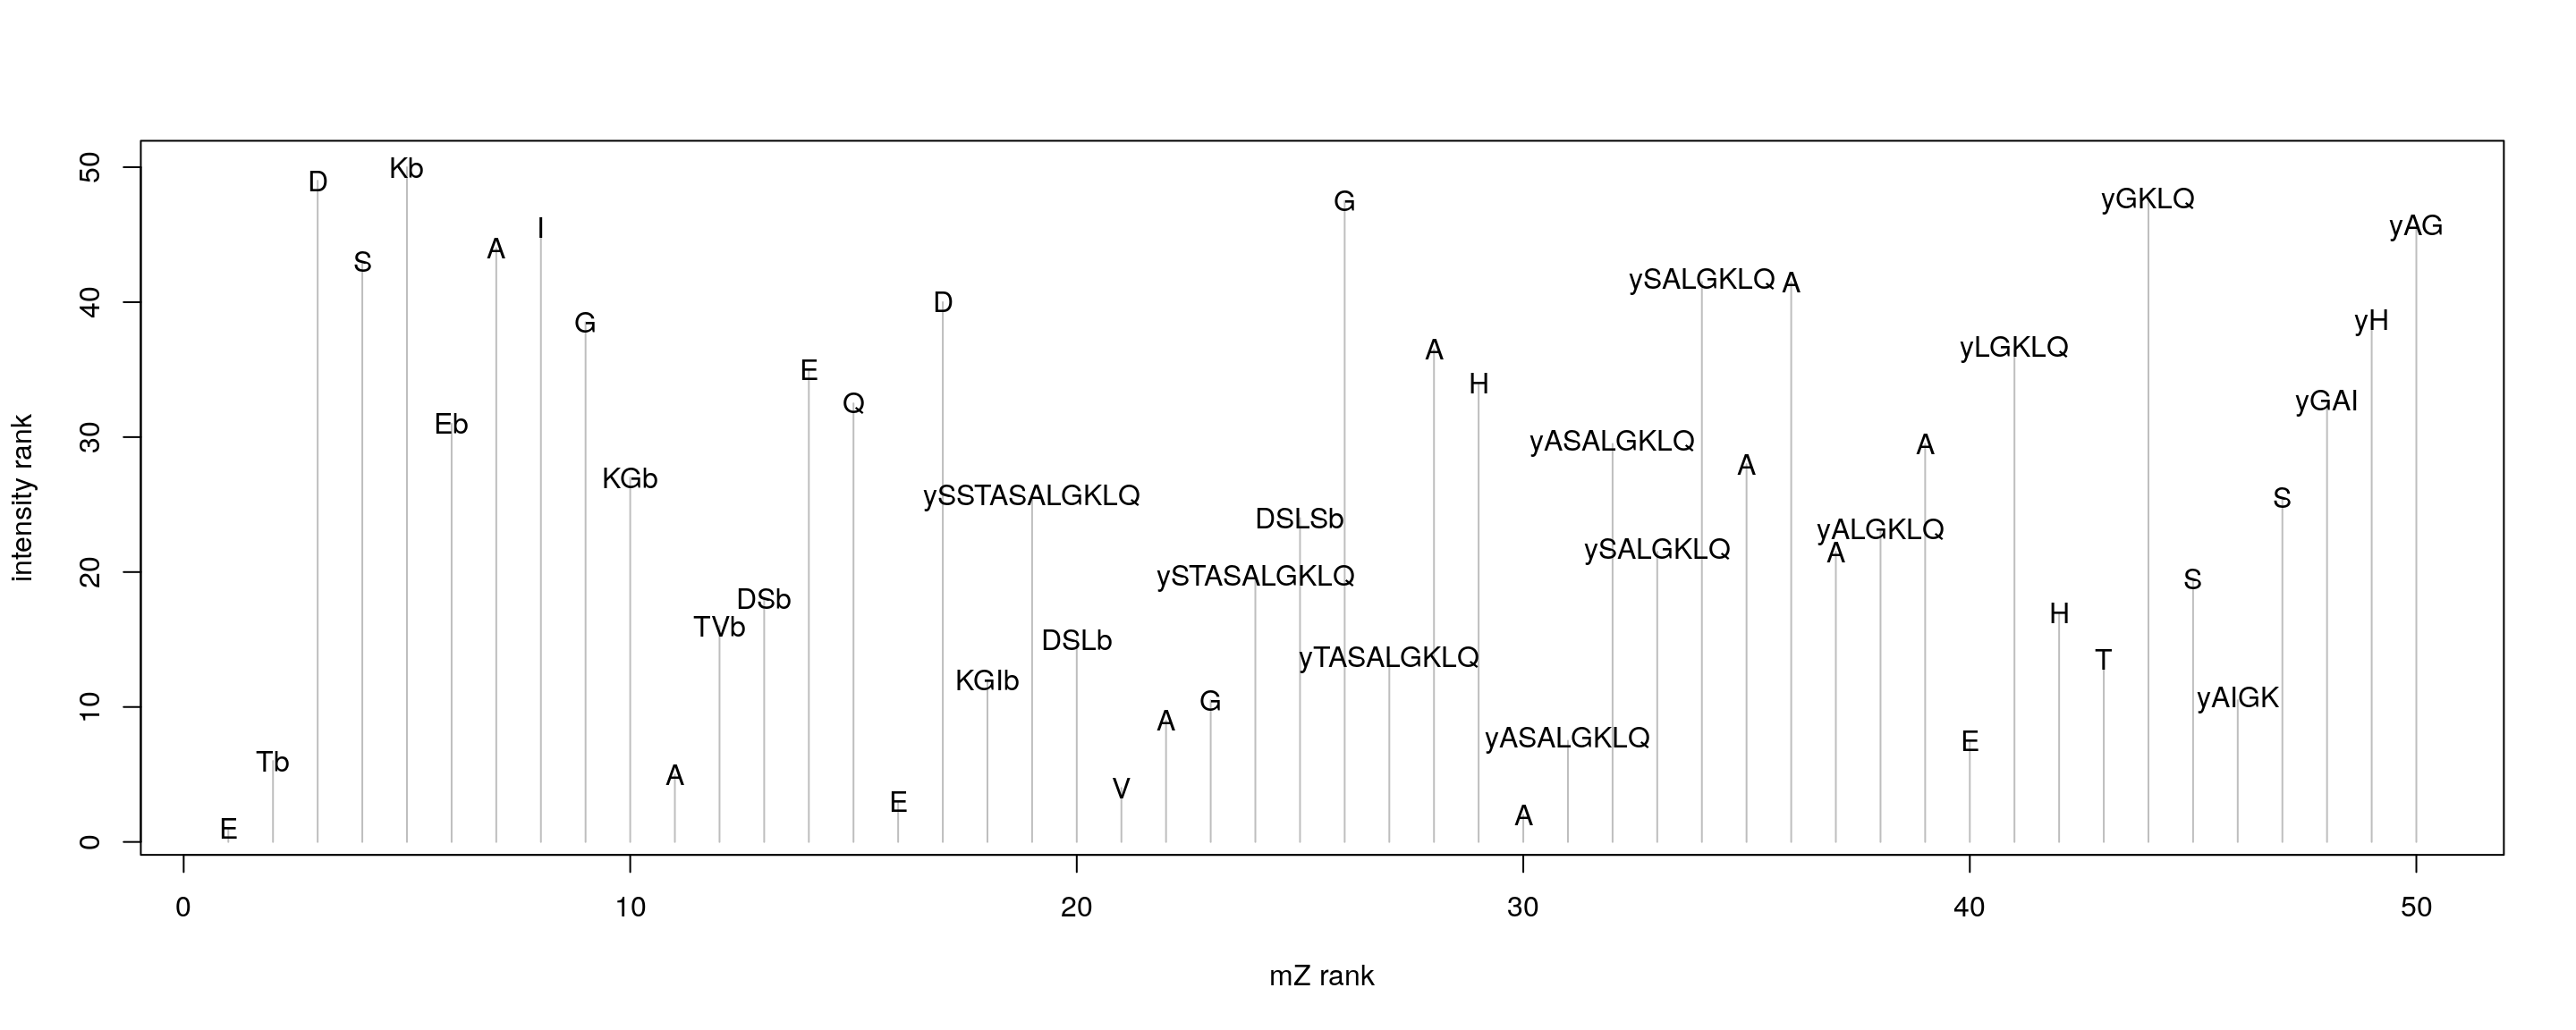 50
40
30
20
10
0
intensity rank
E
Tb
D
S
Kb
Eb
A
I
G
KGb
A
TVb
DSb
E
Q
E
D
KGIb
ySSTASALGKLQ
DSLb
V
A
G
ySTASALGKLQ
DSLSb
G
yTASALGKLQ
A
H
A
yASALGKLQ
yASALGKLQ
ySALGKLQ
ySALGKLQ
A
A
A
yALGKLQ
A
E
yLGKLQ
H
T
yGKLQ
S
yAIGK
S
yGAI
yH
yAG
0 10 20 30 40 50
mZ rank